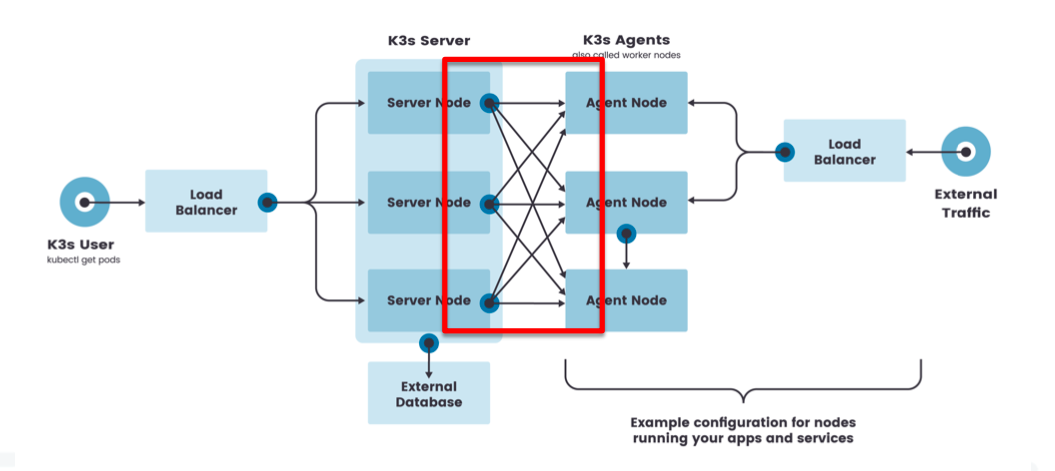 K3s Server
K3s Agents
also called worker nodes
Server Node
Agent Node
Load
Balancer
Server Node
Agent Node
Load
Balancer
K3s User
kubectl get pods
External
Traffic
Server Node
Agent Node
External
Database
Example configuration for nodes
running your apps and services